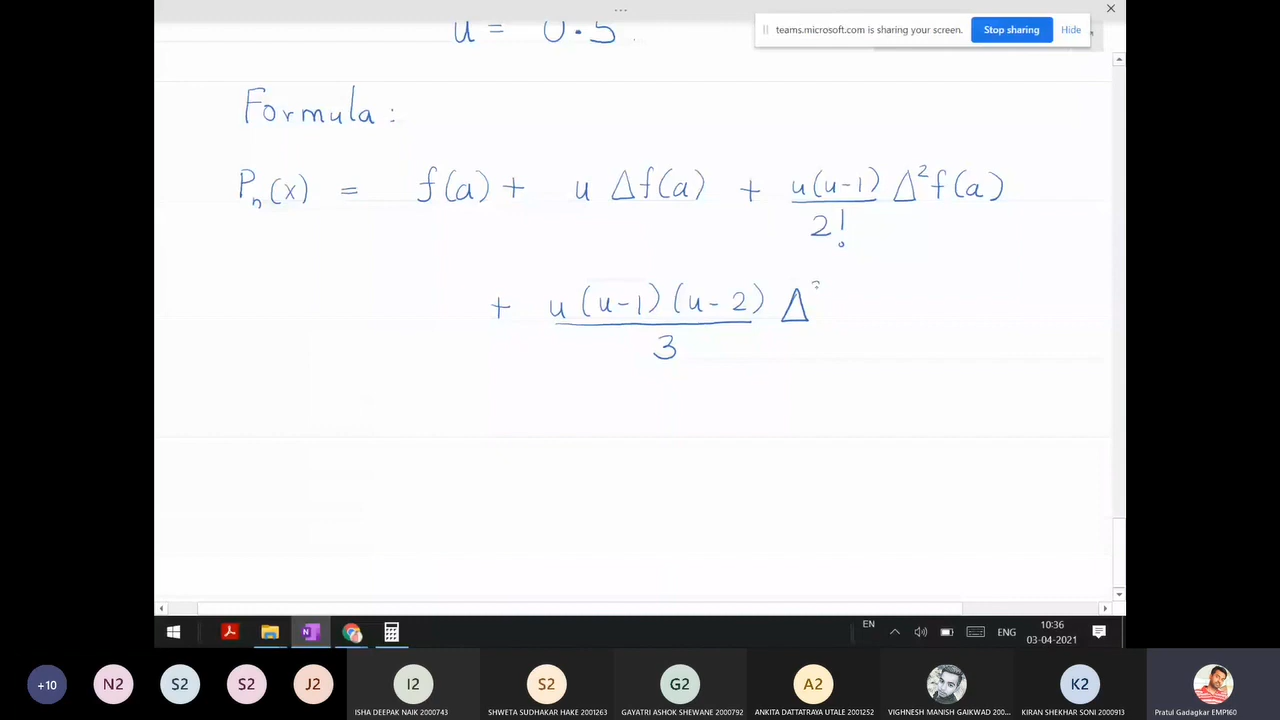 teams.microsoft.com is sharing your screen. Stop sharing Hide
u = 0.5
Formula:
Pn(x) = f(a) + u Δf(a) + u(u-1)/2! Δ²f(a)
+ u(u-1)(u-2)/3 Δ
EN
ENG
10:36
03-04-2021
+10 N2 S2 S2 J2 I2 S2 G2 A2 K2
ISHA DEEPAK NAIK 2000743
SHWETA SUDHAKAR HAKE 2001263
GAYATRI ASHOK SHEWANE 2000792
ANKITA DATTATRAYA UTALE 2001252
VIGHNESH MANISH GAIKWAD 200...
KIRAN SHEKHAR SONI 2000913
Pratul Gadagkar EMP160